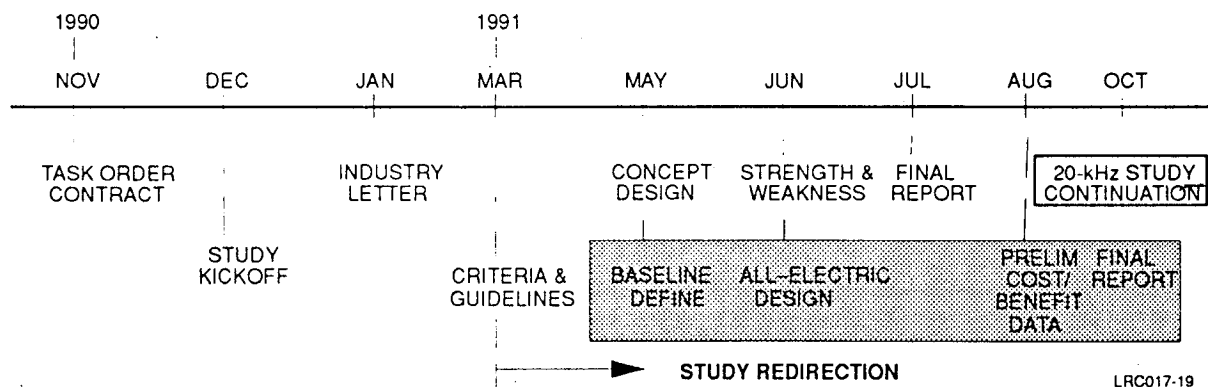 1990 1991
NOV DEC JAN MAR MAY JUN JUL AUG OCT
TASK ORDER
CONTRACT
INDUSTRY
LETTER
CONCEPT
DESIGN
STRENGTH &
WEAKNESS
FINAL
REPORT
20-kHz STUDY
CONTINUATION
STUDY
KICKOFF
CRITERIA &
GUIDELINES
BASELINE
DEFINE
ALL-ELECTRIC
DESIGN
PRELIM
COST/
BENEFIT
DATA
FINAL
REPORT
STUDY REDIRECTION
LRC017-19